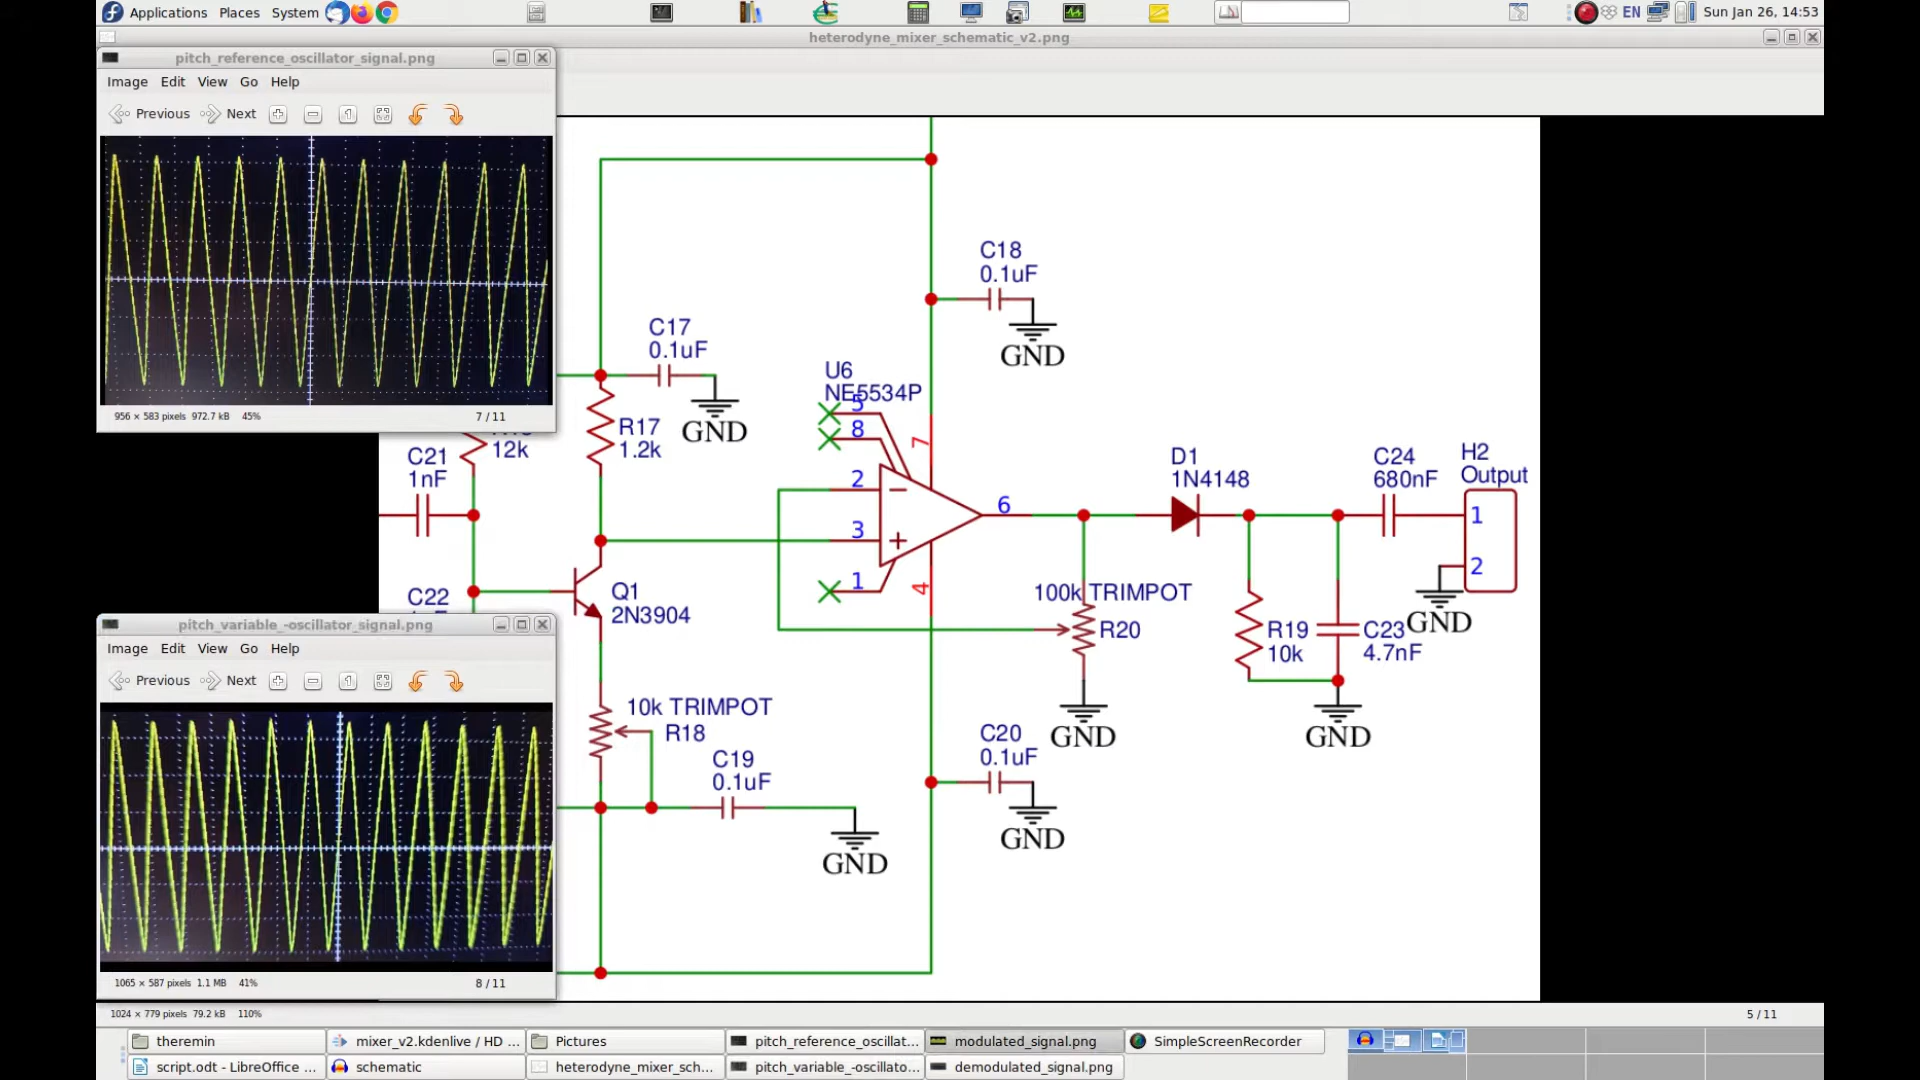 Applications Places System
EN
Sun Jan 26, 14:53
heterodyne_mixer_schematic_v2.png
pitch_reference_oscillator_signal.png
Image Edit View Go Help
Previous Next
956 × 583 pixels 972.7 kB 45%
7 / 11
C18
0.1uF
GND
C17
0.1uF
GND
R17
1.2k
12k
C21
1nF
U6
NE5534P
5
8
2
3
1
7
4
6
D1
1N4148
C24
680nF
H2
Output
1
2
GND
Q1
2N3904
C22
100k TRIMPOT
R20
GND
R19
10k
C23
4.7nF
GND
10k TRIMPOT
R18
C19
0.1uF
GND
C20
0.1uF
GND
pitch_variable_-oscillator_signal.png
Image Edit View Go Help
Previous Next
1065 × 587 pixels 1.1 MB 41%
8 / 11
1024 × 779 pixels 79.2 kB 110%
5 / 11
theremin
mixer_v2.kdenlive / HD ...
Pictures
pitch_reference_oscillat...
modulated_signal.png
SimpleScreenRecorder
script.odt - LibreOffice ...
schematic
heterodyne_mixer_sch...
pitch_variable_-oscillato...
demodulated_signal.png